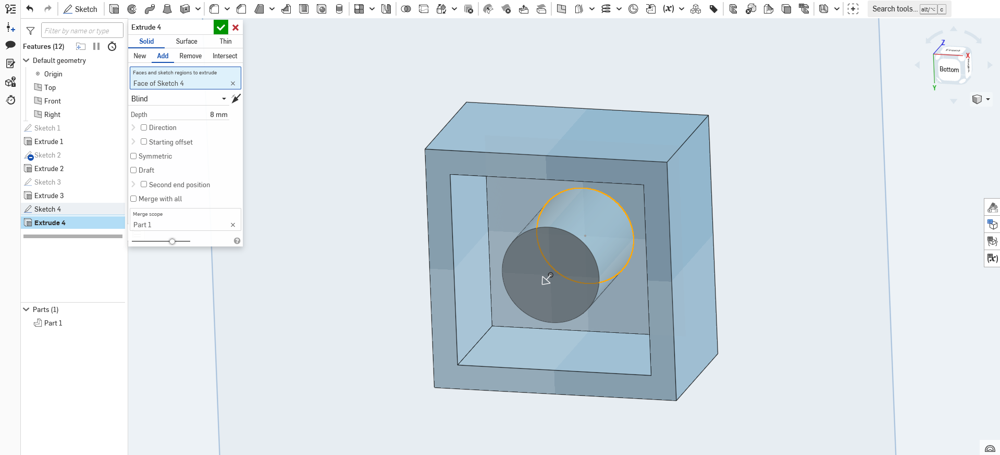 Sketch
Search tools... alt/⌥ c
Filter by name or type
Features (12)
Default geometry
Origin
Top
Front
Right
Sketch 1
Extrude 1
Sketch 2
Extrude 2
Sketch 3
Extrude 3
Sketch 4
Extrude 4
Parts (1)
Part 1
Extrude 4
Solid Surface Thin
New Add Remove Intersect
Faces and sketch regions to extrude
Face of Sketch 4
Blind
Depth 8 mm
Direction
Starting offset
Symmetric
Draft
Second end position
Merge with all
Merge scope
Part 1
Z
Front
X
Bottom
Y
(x)
(x)